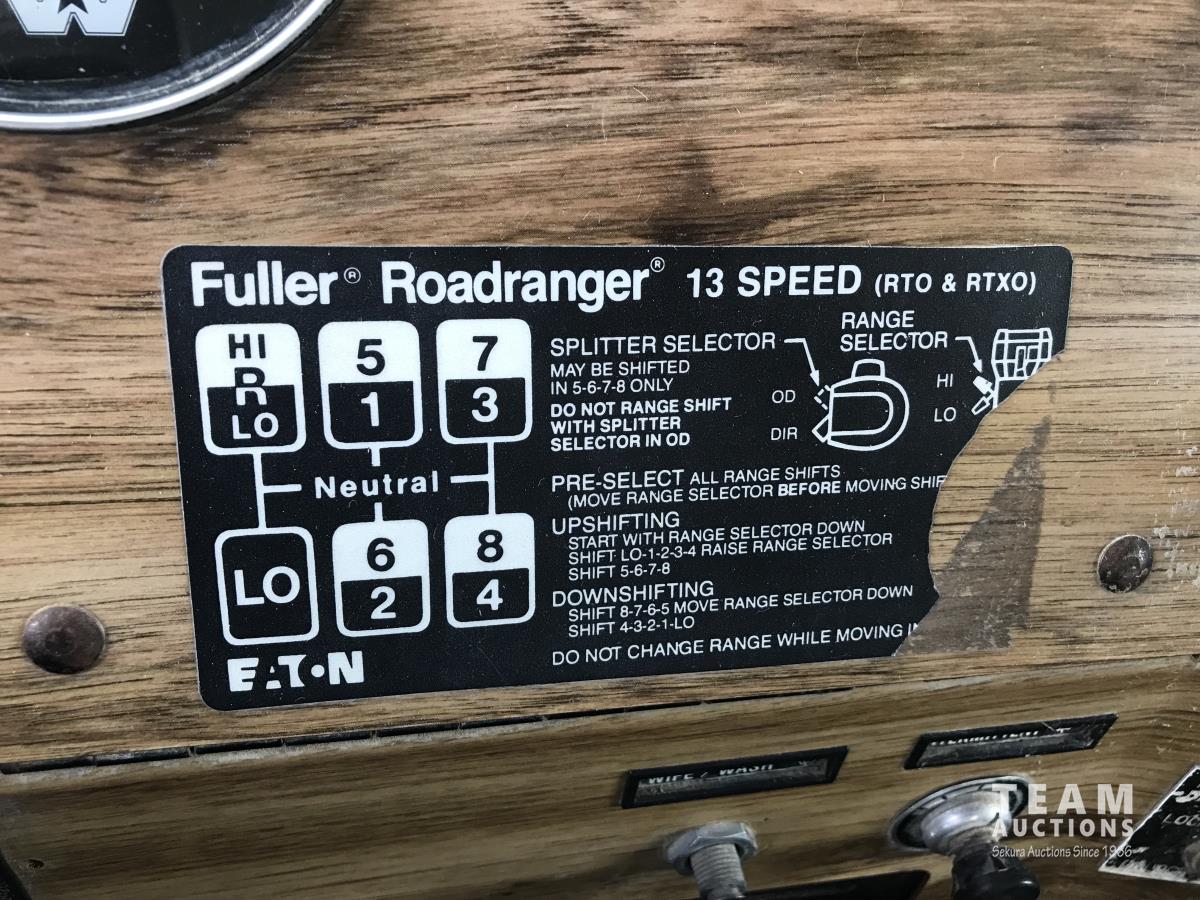 Fuller® Roadranger® 13 SPEED (RTO & RTXO)
HI
R
LO
5
1
7
3
Neutral
LO
6
2
8
4
EATON
SPLITTER SELECTOR
MAY BE SHIFTED
IN 5-6-7-8 ONLY
DO NOT RANGE SHIFT
WITH SPLITTER
SELECTOR IN OD
OD
DIR
RANGE
SELECTOR
HI
LO
PRE-SELECT ALL RANGE SHIFTS
(MOVE RANGE SELECTOR BEFORE MOVING SHIF
UPSHIFTING
START WITH RANGE SELECTOR DOWN
SHIFT LO-1-2-3-4 RAISE RANGE SELECTOR
SHIFT 5-6-7-8
DOWNSHIFTING
SHIFT 8-7-6-5 MOVE RANGE SELECTOR DOWN
SHIFT 4-3-2-1-LO
DO NOT CHANGE RANGE WHILE MOVING IN
WIPE / WASH
TEAM
AUCTIONS
Sekura Auctions Since 1966